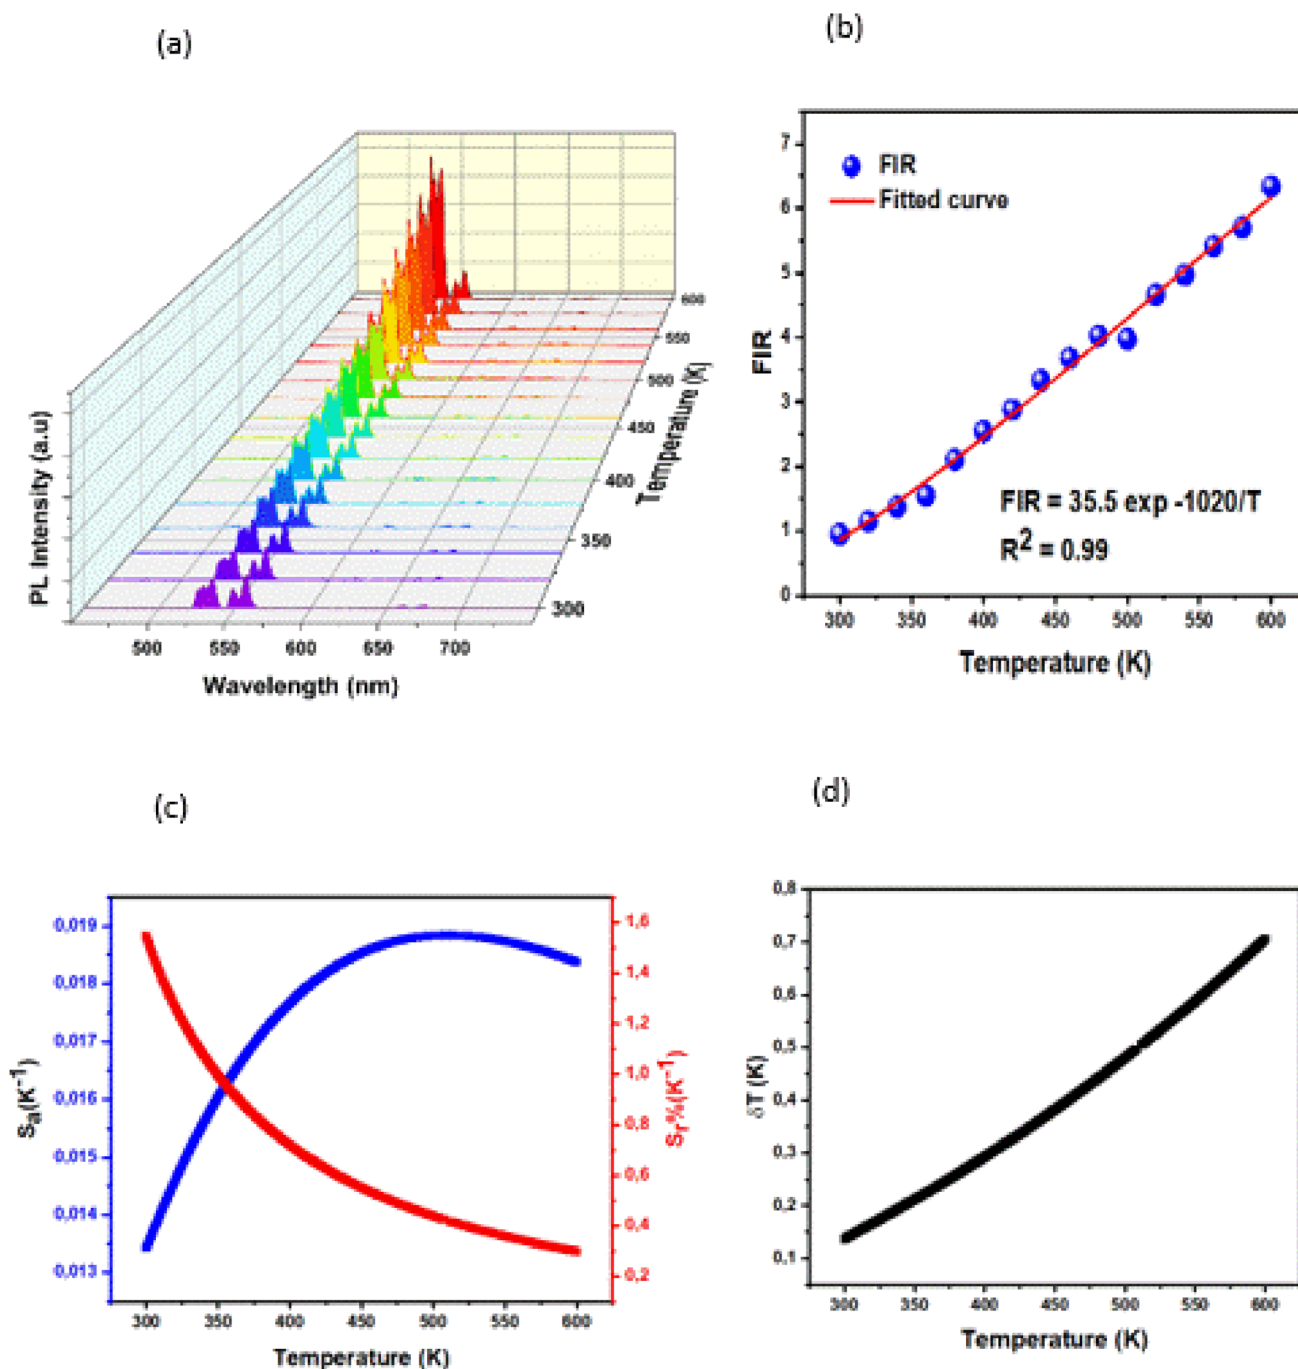 (a)
PL Intensity (a.u)
500
550
600
650
700
Wavelength (nm)
300
350
400
450
500
550
600
Temperature (K)
(b)
7
6
5
4
3
2
1
0
FIR
FIR
Fitted curve
FIR = 35.5 exp -1020/T
R² = 0.99
300 350 400 450 500 550 600
Temperature (K)
(c)
0,019
0,018
0,017
0,016
0,015
0,014
0,013
Sa(K⁻¹)
1,6
1,4
1,2
1,0
0,8
0,6
0,4
0,2
Sr%(K⁻¹)
300 350 400 450 500 550 600
Temperature (K)
(d)
0,8
0,7
0,6
0,5
0,4
0,3
0,2
0,1
δT (K)
300 350 400 450 500 550 600
Temperature (K)